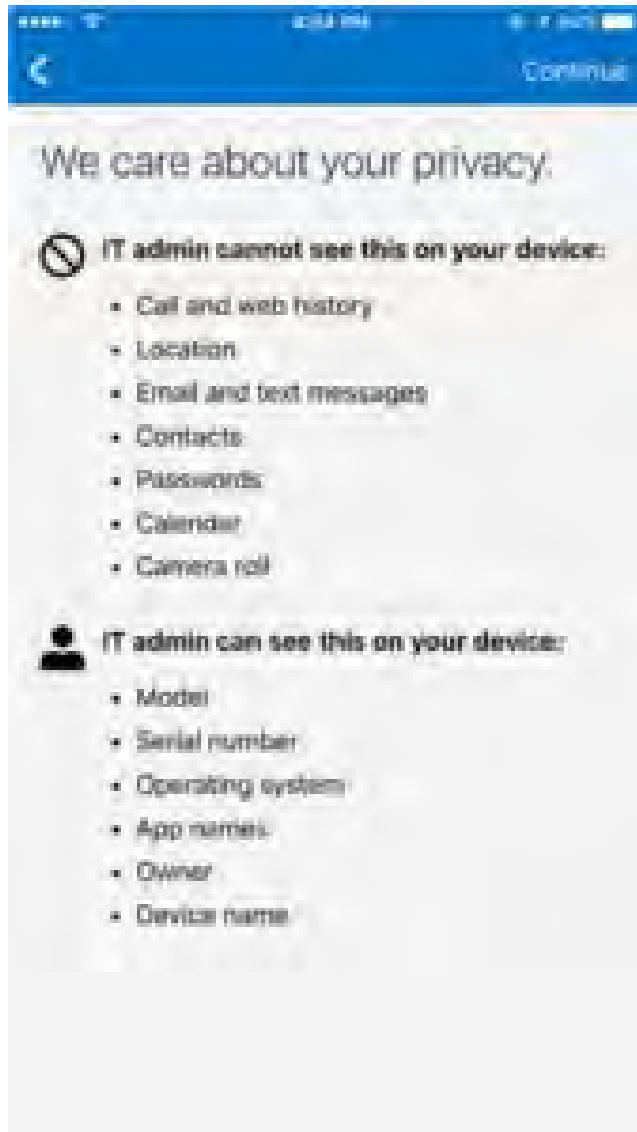 Continue
We care about your privacy.
IT admin cannot see this on your device:
• Call and web history
• Location
• Email and text messages
• Contacts
• Passwords
• Calendar
• Camera roll
IT admin can see this on your device:
• Model
• Serial number
• Operating system
• App names
• Owner
• Device name